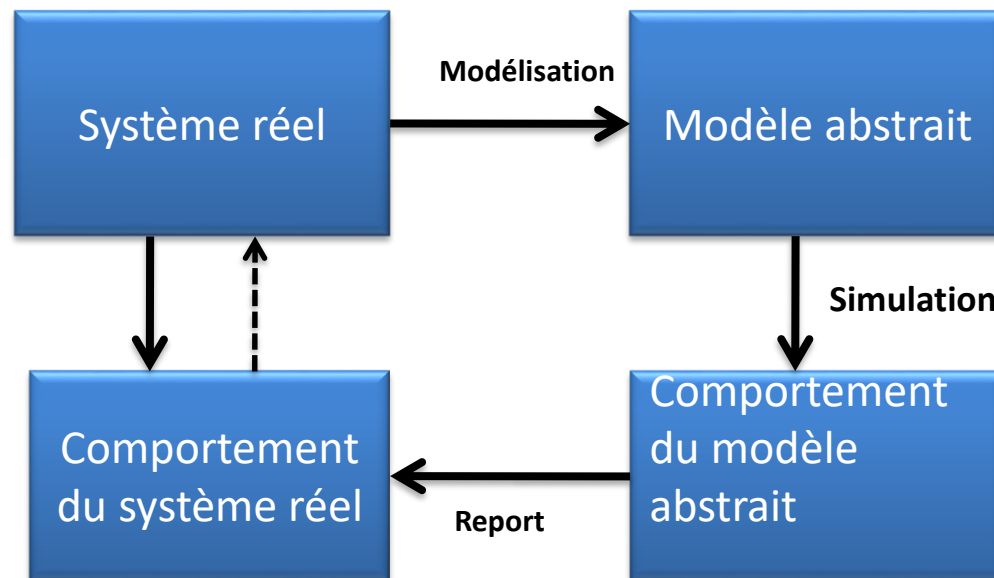 Modélisation
Système réel
Modèle abstrait
Simulation
Comportement
du système réel
Comportement
du modèle
abstrait
Report